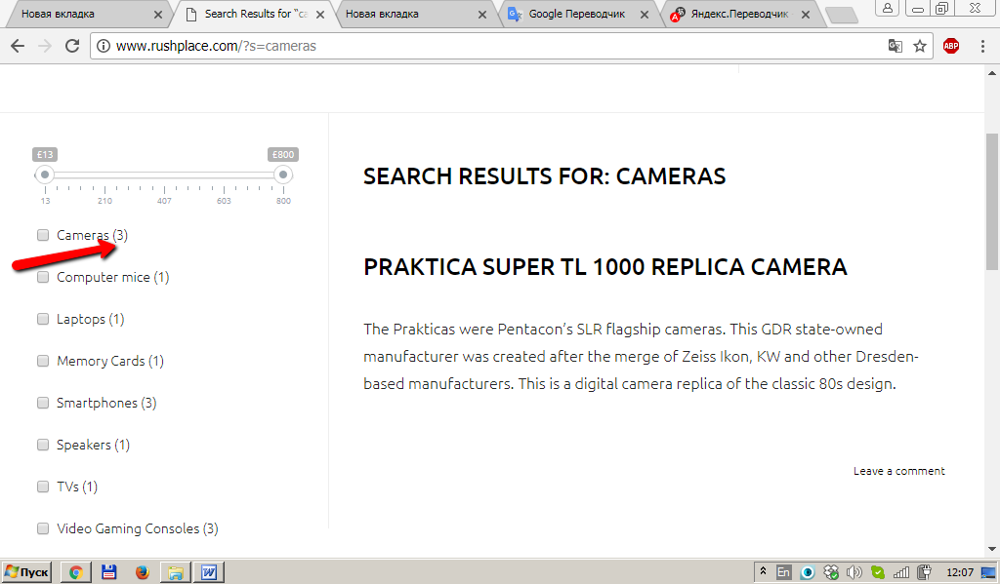 Новая вкладка
Search Results for “ca
Новая вкладка
Google Переводчик
Яндекс.Переводчик
www.rushplace.com/?s=cameras
ABP
£13
£800
13 210 407 603 800
Cameras (3)
Computer mice (1)
Laptops (1)
Memory Cards (1)
Smartphones (3)
Speakers (1)
TVs (1)
Video Gaming Consoles (3)
SEARCH RESULTS FOR: CAMERAS
PRAKTICA SUPER TL 1000 REPLICA CAMERA
The Prakticas were Pentacon’s SLR flagship cameras. This GDR state-owned
manufacturer was created after the merge of Zeiss Ikon, KW and other Dresden-
based manufacturers. This is a digital camera replica of the classic 80s design.
Leave a comment
Пуск
En
12:07